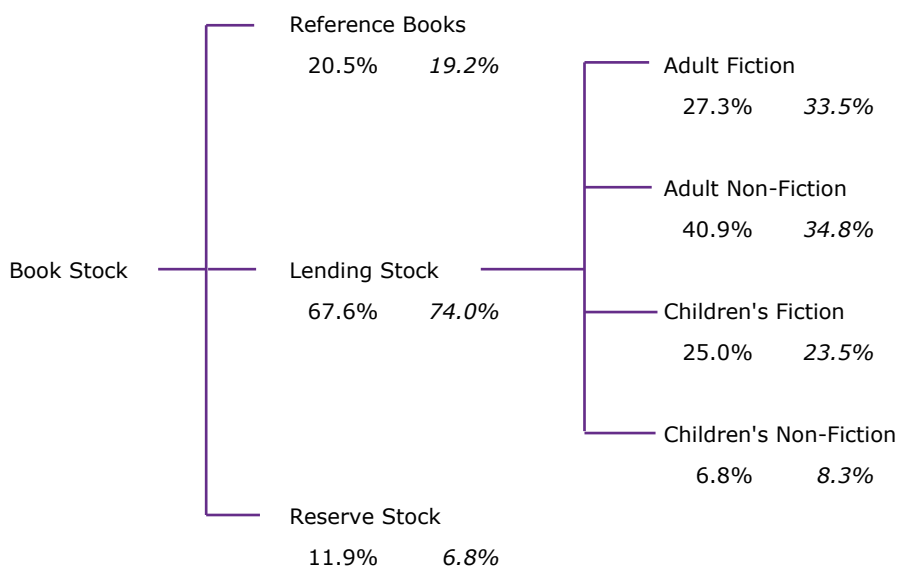 Reference Books
20.5% 19.2%
Adult Fiction
27.3% 33.5%
Adult Non-Fiction
40.9% 34.8%
Book Stock
Lending Stock
67.6% 74.0%
Children's Fiction
25.0% 23.5%
Children's Non-Fiction
6.8% 8.3%
Reserve Stock
11.9% 6.8%